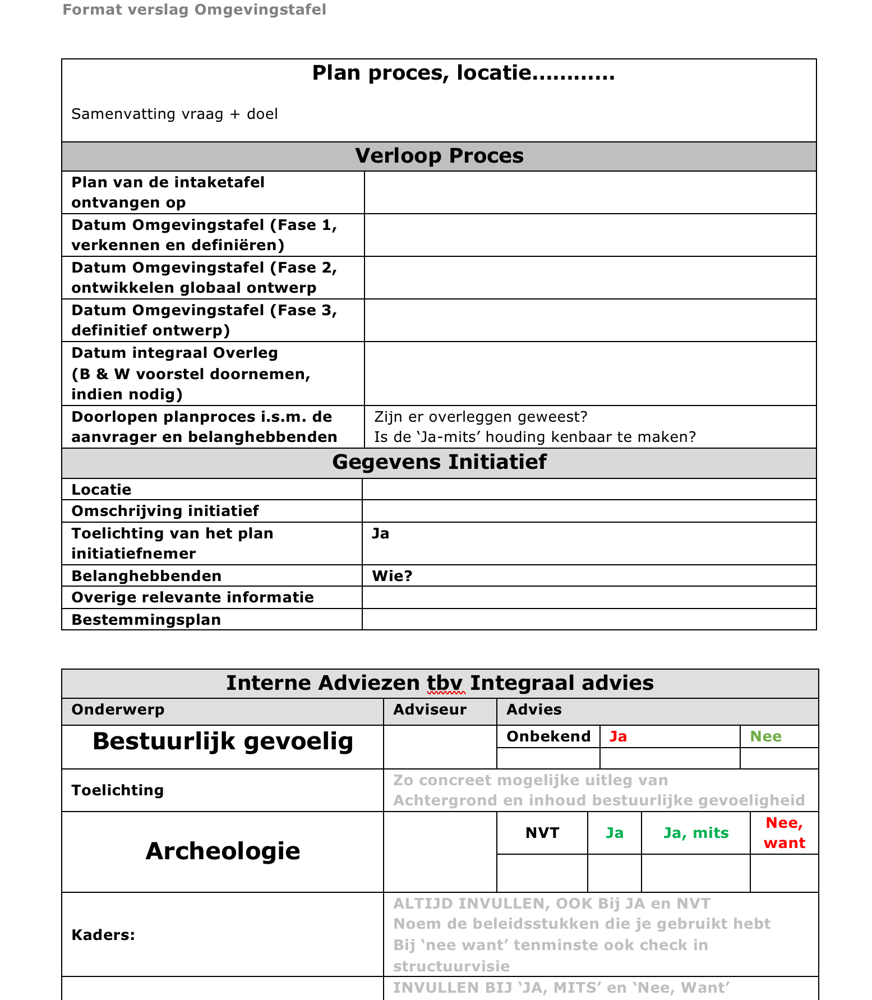 Format verslag Omgevingstafel
Plan proces, locatie............
Samenvatting vraag + doel
Verloop Proces
Plan van de intaketafel
ontvangen op
Datum Omgevingstafel (Fase 1,
verkennen en definiëren)
Datum Omgevingstafel (Fase 2,
ontwikkelen globaal ontwerp
Datum Omgevingstafel (Fase 3,
definitief ontwerp)
Datum integraal Overleg
(B & W voorstel doornemen,
indien nodig)
Doorlopen planproces i.s.m. de
aanvrager en belanghebbenden
Zijn er overleggen geweest?
Is de ‘Ja-mits’ houding kenbaar te maken?
Gegevens Initiatief
Locatie
Omschrijving initiatief
Toelichting van het plan
initiatiefnemer
Ja
Belanghebbenden
Wie?
Overige relevante informatie
Bestemmingsplan
Interne Adviezen tbv Integraal advies
Onderwerp
Adviseur
Advies
Bestuurlijk gevoelig
Onbekend
Ja
Nee
Toelichting
Zo concreet mogelijke uitleg van
Achtergrond en inhoud bestuurlijke gevoeligheid
Archeologie
NVT
Ja
Ja, mits
Nee,
want
Kaders:
ALTIJD INVULLEN, OOK Bij JA en NVT
Noem de beleidsstukken die je gebruikt hebt
Bij ‘nee want’ tenminste ook check in
structuurvisie
INVULLEN BIJ ‘JA, MITS’ en ‘Nee, Want’